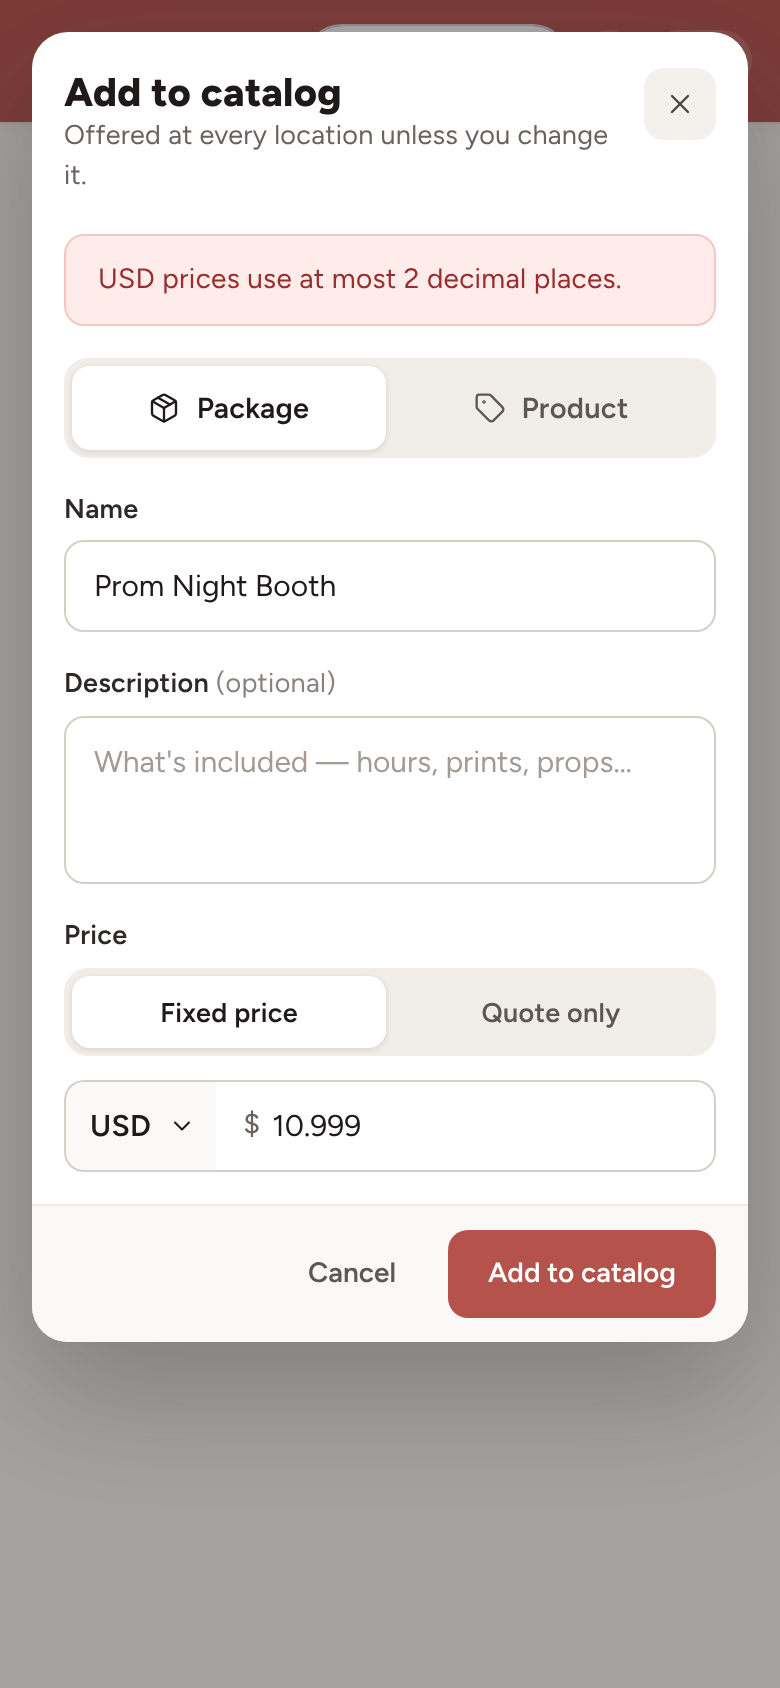 Add to catalog
Offered at every location unless you change
it.
USD prices use at most 2 decimal places.
Package
Product
Name
Prom Night Booth
Description (optional)
What's included — hours, prints, props...
Price
Fixed price
Quote only
USD
$ 10.999
Cancel
Add to catalog